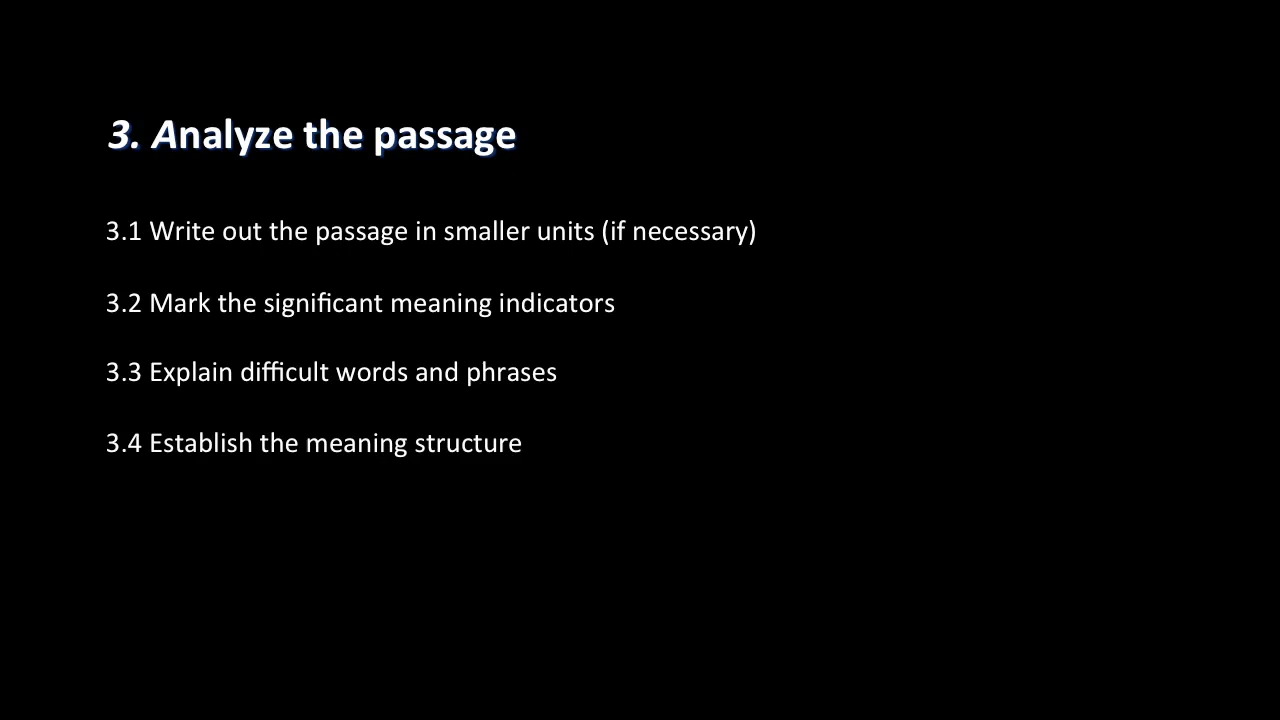 3. Analyze the passage
3.1 Write out the passage in smaller units (if necessary)
3.2 Mark the significant meaning indicators
3.3 Explain difficult words and phrases
3.4 Establish the meaning structure